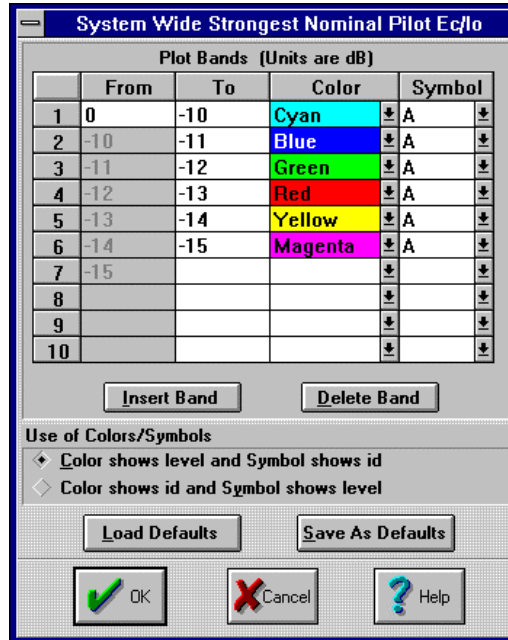 System Wide Strongest Nominal Pilot Ec/Io
Plot Bands (Units are dB)
From To Color Symbol
1 0 -10 Cyan A
2 -10 -11 Blue A
3 -11 -12 Green A
4 -12 -13 Red A
5 -13 -14 Yellow A
6 -14 -15 Magenta A
7 -15
8
9
10
Insert Band Delete Band
Use of Colors/Symbols
Color shows level and Symbol shows id
Color shows id and Symbol shows level
Load Defaults Save As Defaults
OK Cancel Help